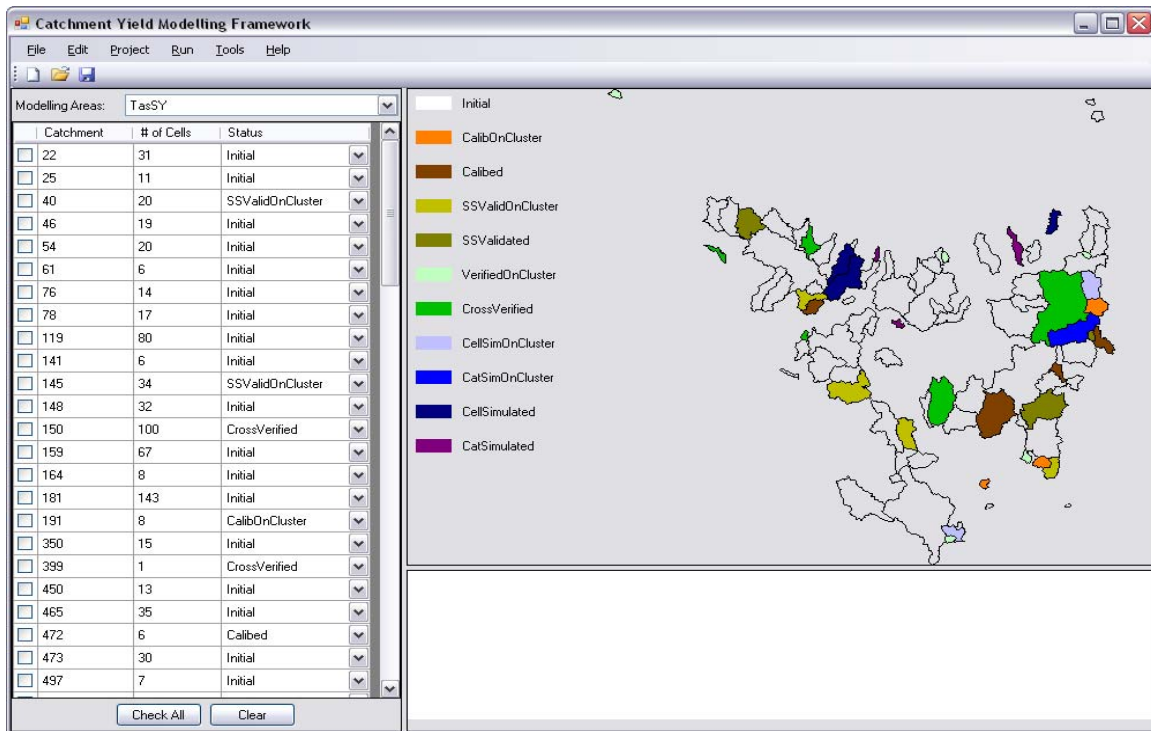 Catchment Yield Modelling Framework
File Edit Project Run Tools Help
Modelling Areas: TasSY
Catchment # of Cells Status
22 31 Initial
25 11 Initial
40 20 SSValidOnCluster
46 19 Initial
54 20 Initial
61 6 Initial
76 14 Initial
78 17 Initial
119 80 Initial
141 6 Initial
145 34 SSValidOnCluster
148 32 Initial
150 100 CrossVerified
159 67 Initial
164 8 Initial
181 143 Initial
191 8 CalibOnCluster
350 15 Initial
399 1 CrossVerified
450 13 Initial
465 35 Initial
472 6 Calibed
473 30 Initial
497 7 Initial
Check All Clear
Initial
CalibOnCluster
Calibed
SSValidOnCluster
SSValidated
VerifiedOnCluster
CrossVerified
CellSimOnCluster
CatSimOnCluster
CellSimulated
CatSimulated